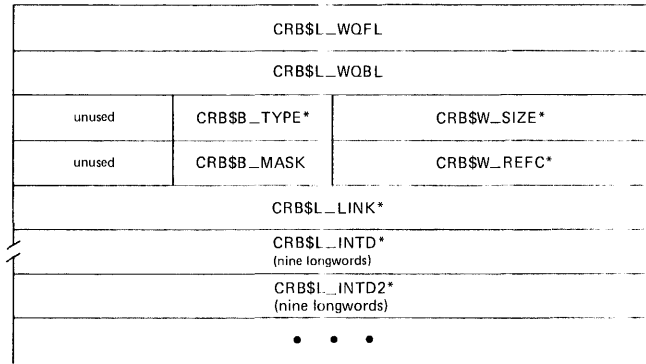 CRB$L_WQFL
CRB$L_WQBL
unused CRB$B_TYPE* CRB$W_SIZE*
unused CRB$B_MASK CRB$W_REFC*
CRB$L_LINK*
CRB$L_INTD*
(nine longwords)
CRB$L_INTD2*
(nine longwords)
• • •